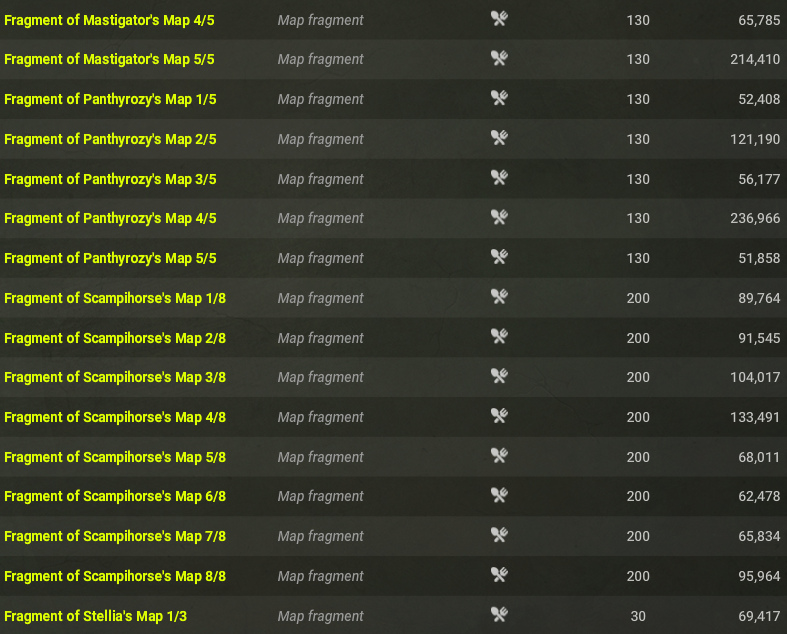 Fragment of Mastigator's Map 4/5 Map fragment 130 65,785
Fragment of Mastigator's Map 5/5 Map fragment 130 214,410
Fragment of Panthyrozy's Map 1/5 Map fragment 130 52,408
Fragment of Panthyrozy's Map 2/5 Map fragment 130 121,190
Fragment of Panthyrozy's Map 3/5 Map fragment 130 56,177
Fragment of Panthyrozy's Map 4/5 Map fragment 130 236,966
Fragment of Panthyrozy's Map 5/5 Map fragment 130 51,858
Fragment of Scampihorse's Map 1/8 Map fragment 200 89,764
Fragment of Scampihorse's Map 2/8 Map fragment 200 91,545
Fragment of Scampihorse's Map 3/8 Map fragment 200 104,017
Fragment of Scampihorse's Map 4/8 Map fragment 200 133,491
Fragment of Scampihorse's Map 5/8 Map fragment 200 68,011
Fragment of Scampihorse's Map 6/8 Map fragment 200 62,478
Fragment of Scampihorse's Map 7/8 Map fragment 200 65,834
Fragment of Scampihorse's Map 8/8 Map fragment 200 95,964
Fragment of Stellia's Map 1/3 Map fragment 30 69,417